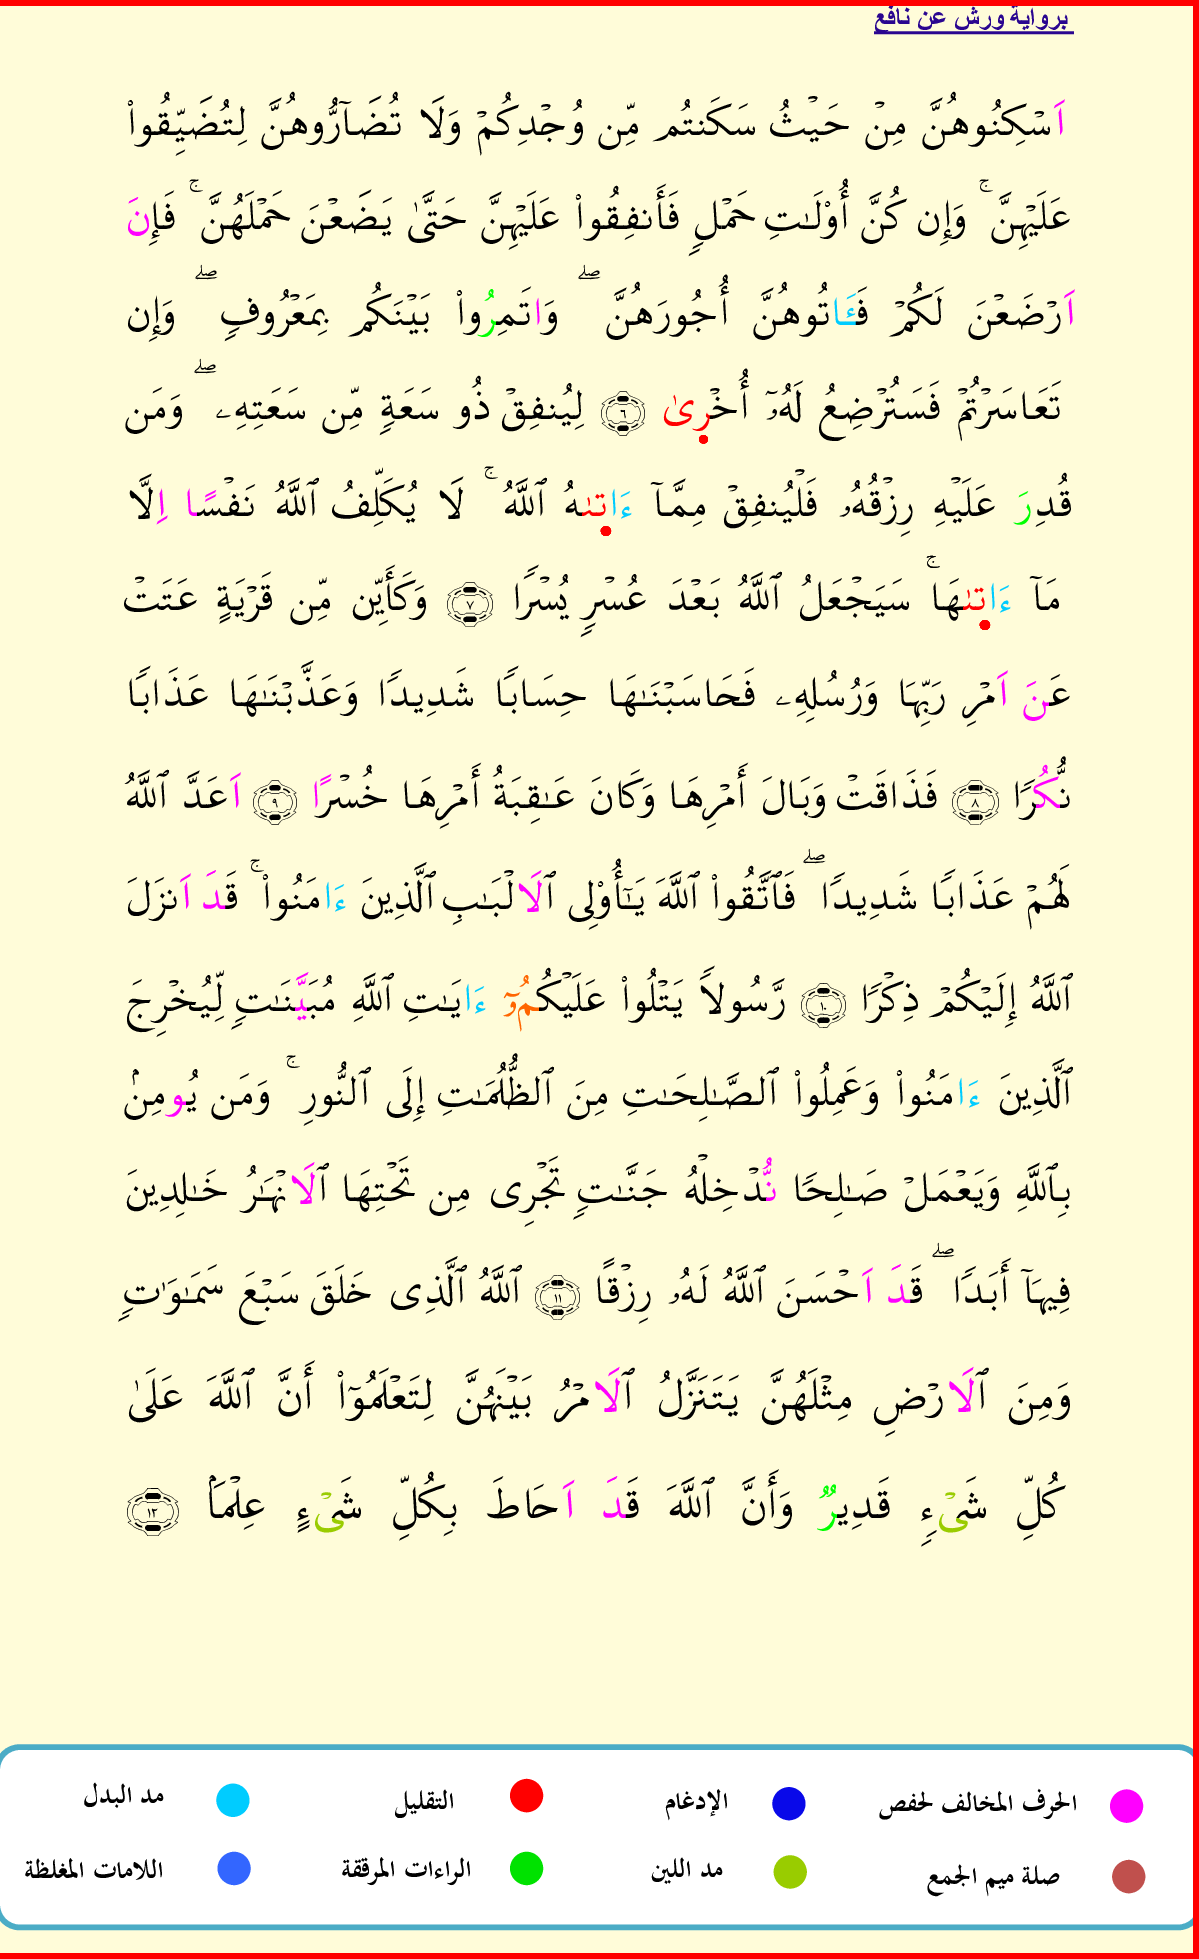 برواية ورش عن نافع
اَسْكِنُوهُنَّ مِنْ حَيْثُ سَكَنتُم مِّن وُجْدِكُمْ وَلَا تُضَآرُّوهُنَّ لِتُضَيِّقُواْ
عَلَيْهِنَّ ۚ وَإِن كُنَّ أُوْلَٰتِ حَمْلٍ فَأَنفِقُواْ عَلَيْهِنَّ حَتَّىٰ يَضَعْنَ حَمْلَهُنَّ ۚ فَإِنَ
اَرْضَعْنَ لَكُمْ فَـَٔاتُوهُنَّ أُجُورَهُنَّ ۖ وَاتَمِرُواْ بَيْنَكُم بِمَعْرُوفٍ ۖ وَإِن
تَعَاسَرْتُمْ فَسَتُرْضِعُ لَهُۥٓ أُخْرِىٰ ٦ لِيُنفِقْ ذُو سَعَةٍ مِّن سَعَتِهِۦ ۖ وَمَن
قُدِرَ عَلَيْهِ رِزْقُهُۥ فَلْيُنفِقْ مِمَّآ ءَاتىٰهُ ٱللَّهُ ۚ لَا يُكَلِّفُ ٱللَّهُ نَفْسًا اِلَّا
مَآ ءَاتىٰهَا ۚ سَيَجْعَلُ ٱللَّهُ بَعْدَ عُسْرٍ يُسْرًا ٧ وَكَأَيِّن مِّن قَرْيَةٍ عَتَتْ
عَنَ اَمْرِ رَبِّهَا وَرُسُلِهِۦ فَحَاسَبْنَٰهَا حِسَابًا شَدِيدًا وَعَذَّبْنَٰهَا عَذَابًا
نُّكُرًا ٨ فَذَاقَتْ وَبَالَ أَمْرِهَا وَكَانَ عَٰقِبَةُ أَمْرِهَا خُسْرًا ٩ اَعَدَّ ٱللَّهُ
لَهُمْ عَذَابًا شَدِيدًا ۖ فَٱتَّقُواْ ٱللَّهَ يَٰٓأُوْلِى ٱلَالْبَٰبِ ٱلَّذِينَ ءَامَنُواْ ۚ قَدَ اَنزَلَ
ٱللَّهُ إِلَيْكُمْ ذِكْرًا ١٠ رَّسُولاً يَتْلُواْ عَلَيْكُمُۥٓ ءَايَٰتِ ٱللَّهِ مُبَيَّنَٰتٍ لِّيُخْرِجَ
ٱلَّذِينَ ءَامَنُواْ وَعَمِلُواْ ٱلصَّٰلِحَٰتِ مِنَ ٱلظُّلُمَٰتِ إِلَى ٱلنُّورِ ۚ وَمَن يُومِنۢ
بِٱللَّهِ وَيَعْمَلْ صَٰلِحًا نُّدْخِلْهُ جَنَّٰتٍ تَجْرِى مِن تَحْتِهَا ٱلَانْهَٰرُ خَٰلِدِينَ
فِيهَآ أَبَدًا ۖ قَدَ اَحْسَنَ ٱللَّهُ لَهُۥ رِزْقًا ١١ ٱللَّهُ ٱلَّذِى خَلَقَ سَبْعَ سَمَٰوَٰتٍ
وَمِنَ ٱلَارْضِ مِثْلَهُنَّ يَتَنَزَّلُ ٱلَامْرُ بَيْنَهُنَّ لِتَعْلَمُوٓاْ أَنَّ ٱللَّهَ عَلَىٰ
كُلِّ شَىْءٍ قَدِيرٌ وَأَنَّ ٱللَّهَ قَدَ اَحَاطَ بِكُلِّ شَىْءٍ عِلْمَاۢ ١٢
الحرف المخالف لحفص الإدغام التقليل مد البدل
صلة ميم الجمع مد اللين الراءات المرققة اللامات المغلظة